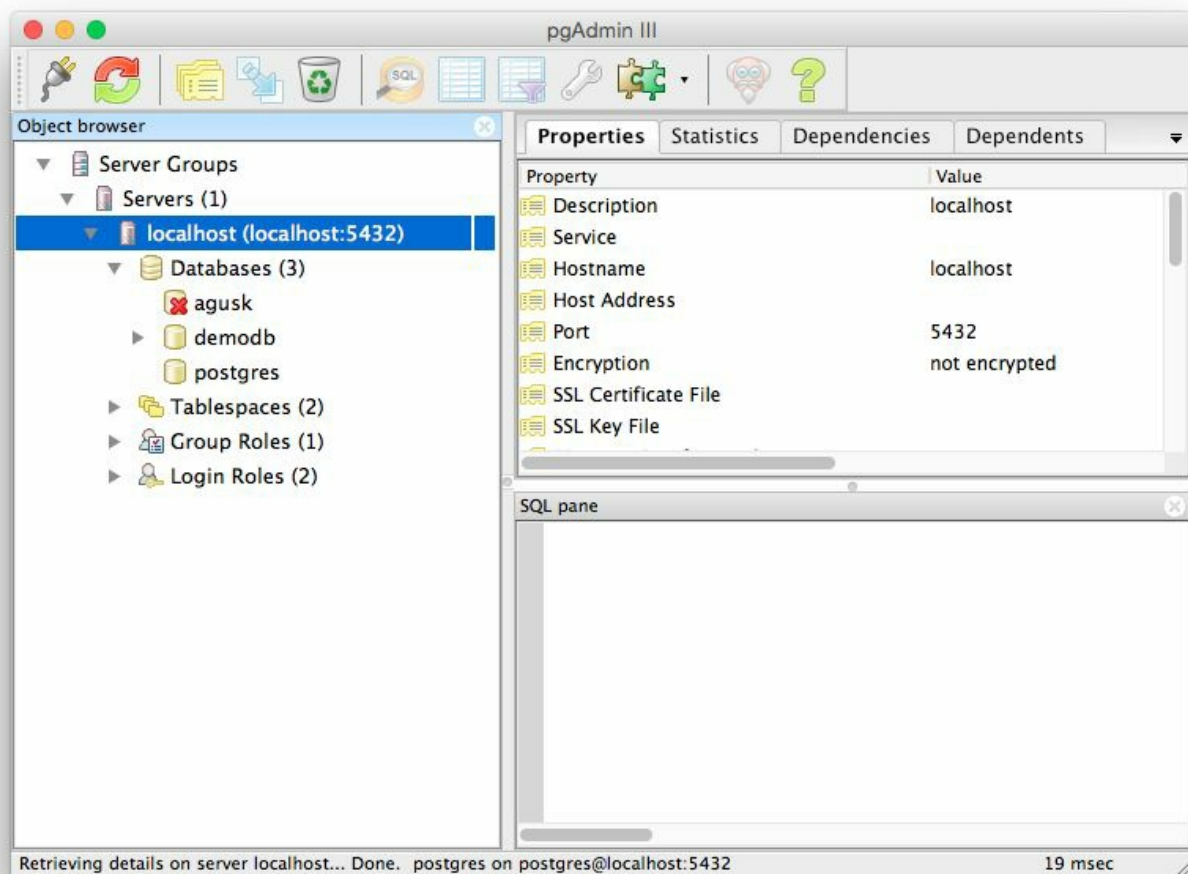 pgAdmin III
SQL
Object browser
Server Groups
Servers (1)
localhost (localhost:5432)
Databases (3)
agusk
demodb
postgres
Tablespaces (2)
Group Roles (1)
Login Roles (2)
Properties Statistics Dependencies Dependents
Property Value
Description localhost
Service
Hostname localhost
Host Address
Port 5432
Encryption not encrypted
SSL Certificate File
SSL Key File
SQL pane
Retrieving details on server localhost... Done. postgres on postgres@localhost:5432 19 msec